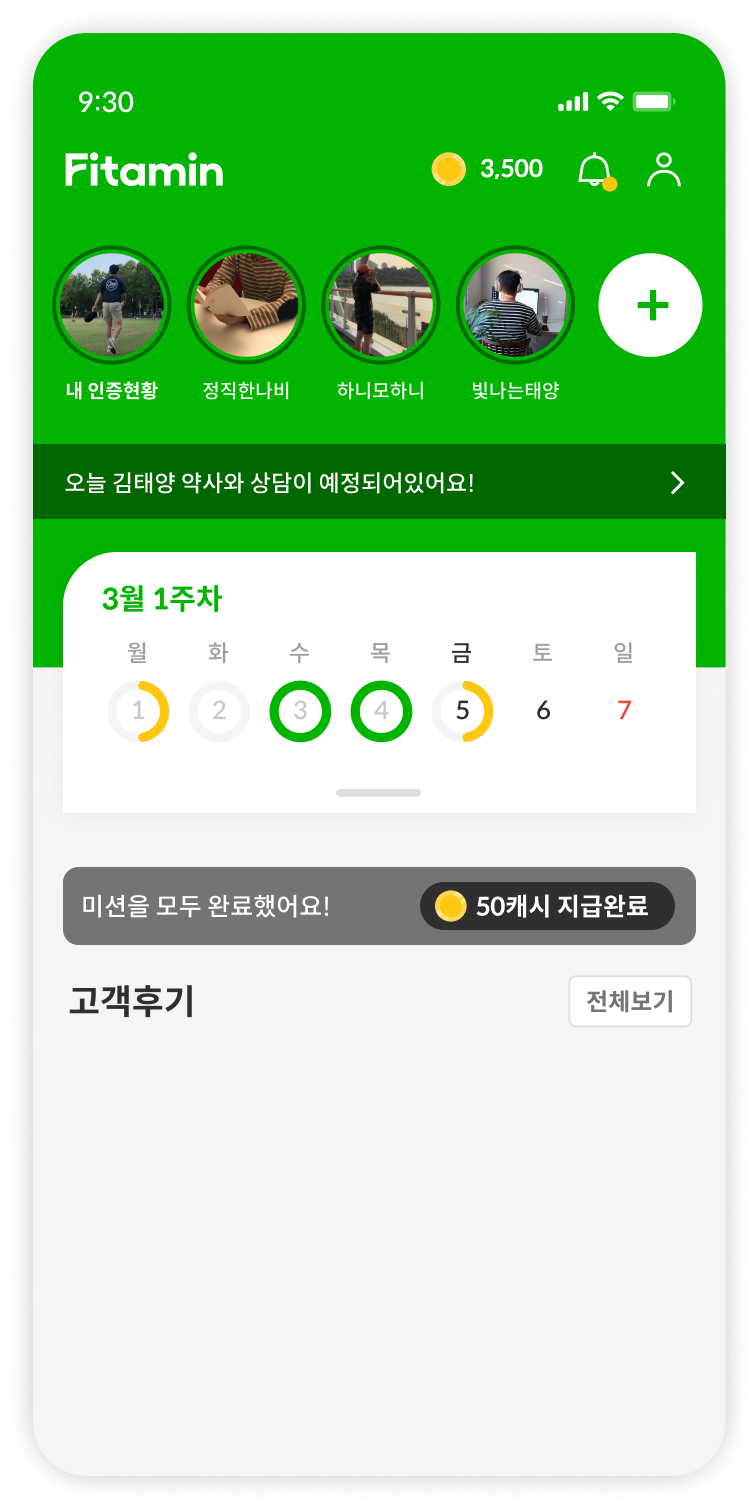 9:30
Fitamin
3,500
내 인증현황
정직한나비
하니모하니
빛나는태양
오늘 김태양 약사와 상담이 예정되어있어요!
3월 1주차
월 화 수 목 금 토 일
1 2 3 4 5 6 7
미션을 모두 완료했어요!
50캐시 지급완료
고객후기
전체보기